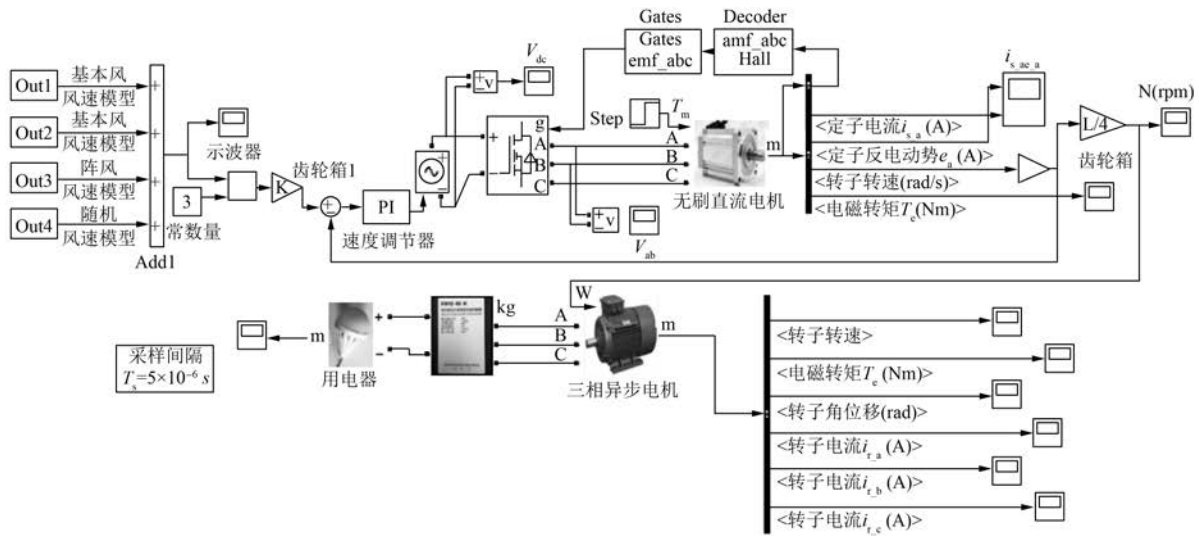 Gates
Decoder
Gates
emf_abc
amf_abc
Hall
V_dc
i_s_ae_a
N(rpm)
Out1
基本风
风速模型
Out2
基本风
风速模型
Out3
阵风
风速模型
Out4
随机
风速模型
+
+
+
+
Add1
示波器
3
常数量
K
齿轮箱1
PI
速度调节器
+
−v
+
g
A
B
C
Step
T_m
A
B
C
m
无刷直流电机
+
−v
V_ab
<定子电流i_s_a(A)>
<定子反电动势e_a(A)>
<转子转速(rad/s)>
<电磁转矩T_e(Nm)>
L/4
齿轮箱
采样间隔
T_s=5×10⁻⁶ s
m
+
−
用电器
kg
A
B
C
W
m
三相异步电机
<转子转速>
<电磁转矩T_e(Nm)>
<转子角位移(rad)>
<转子电流i_r_a(A)>
<转子电流i_r_b(A)>
<转子电流i_r_c(A)>